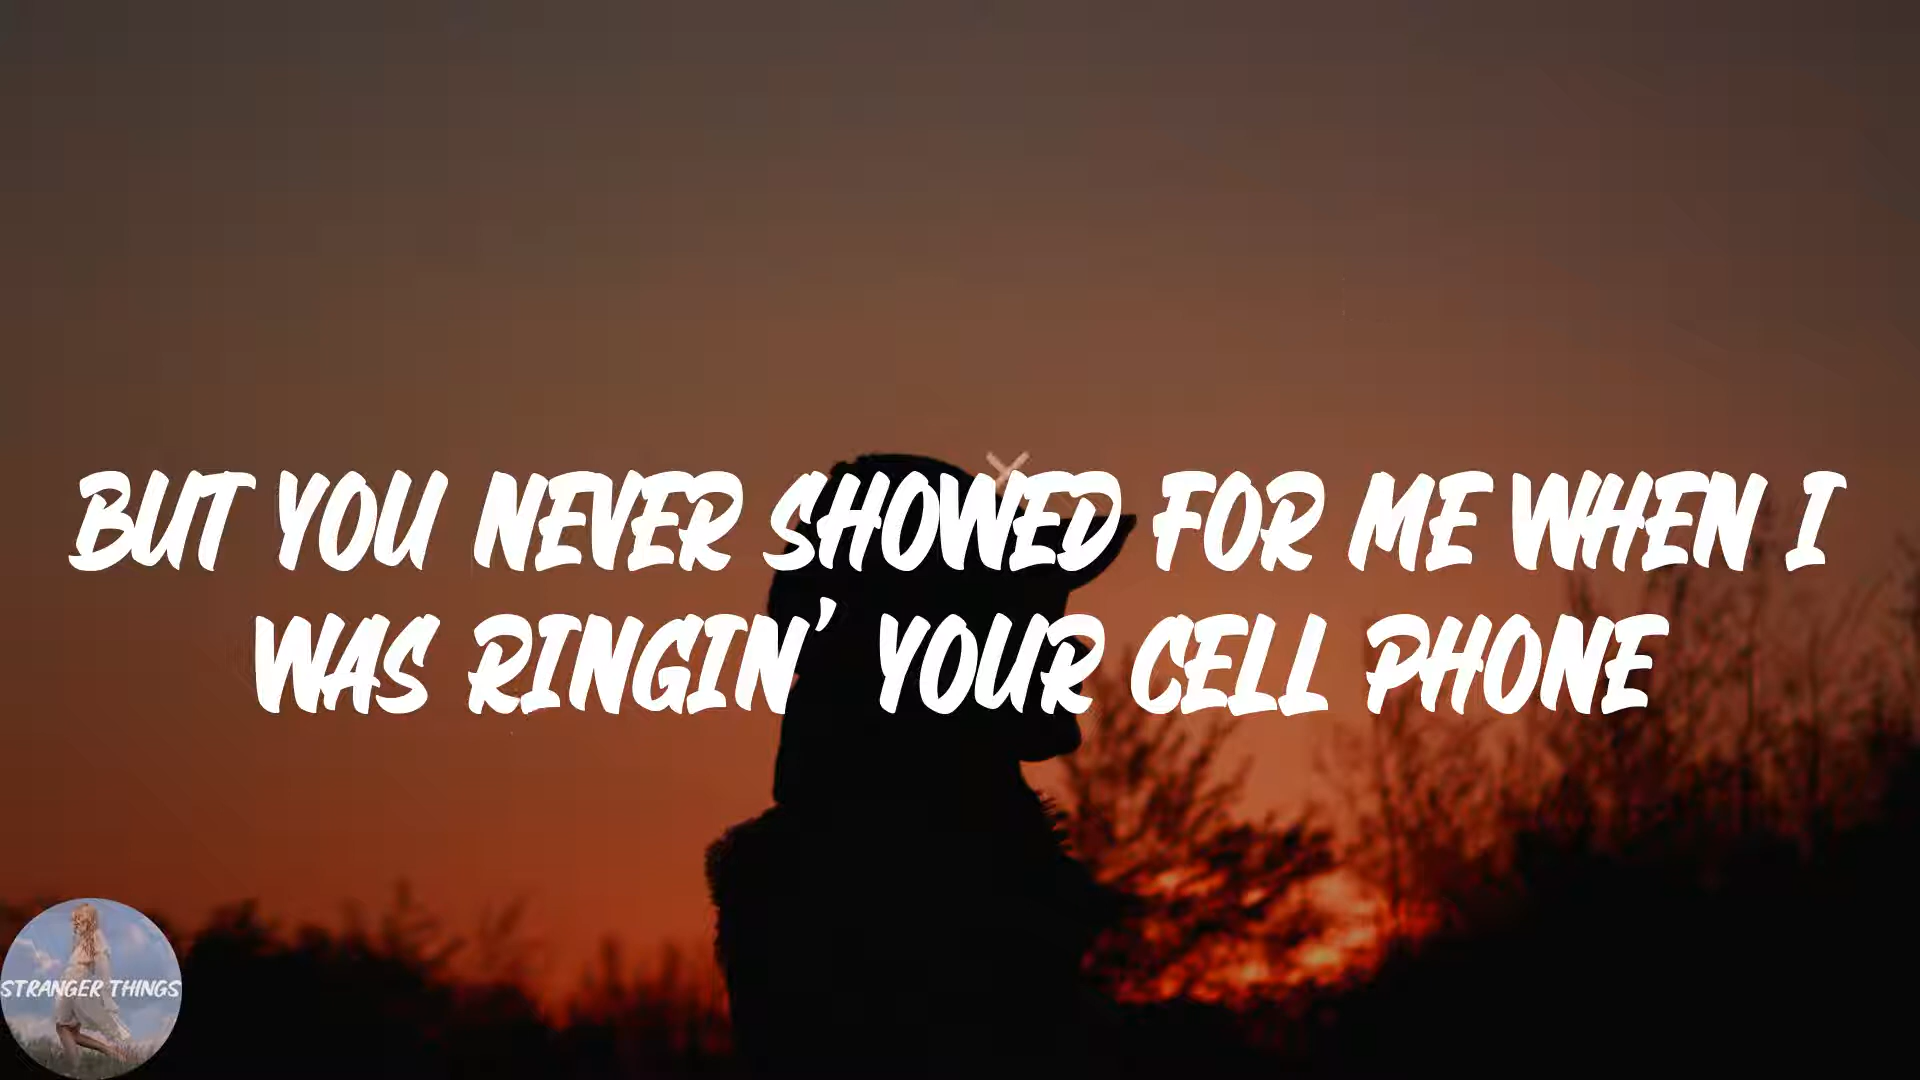 BUT YOU NEVER SHOWED FOR ME WHEN I
WAS RINGIN' YOUR CELL PHONE
STRANGER THINGS